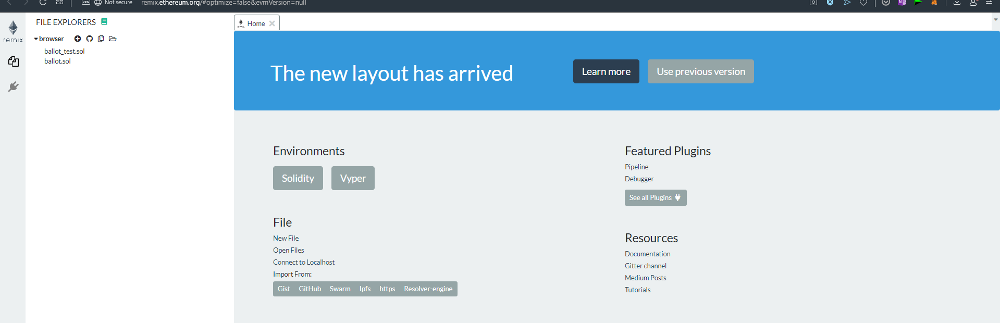 VPN Not secure remix.ethereum.org/#optimize=false&evmVersion=null
remix
FILE EXPLORERS
browser
ballot_test.sol
ballot.sol
Home
The new layout has arrived
Learn more
Use previous version
Environments
Solidity
Vyper
File
New File
Open Files
Connect to Localhost
Import From:
Gist GitHub Swarm Ipfs https Resolver-engine
Featured Plugins
Pipeline
Debugger
See all Plugins
Resources
Documentation
Gitter channel
Medium Posts
Tutorials